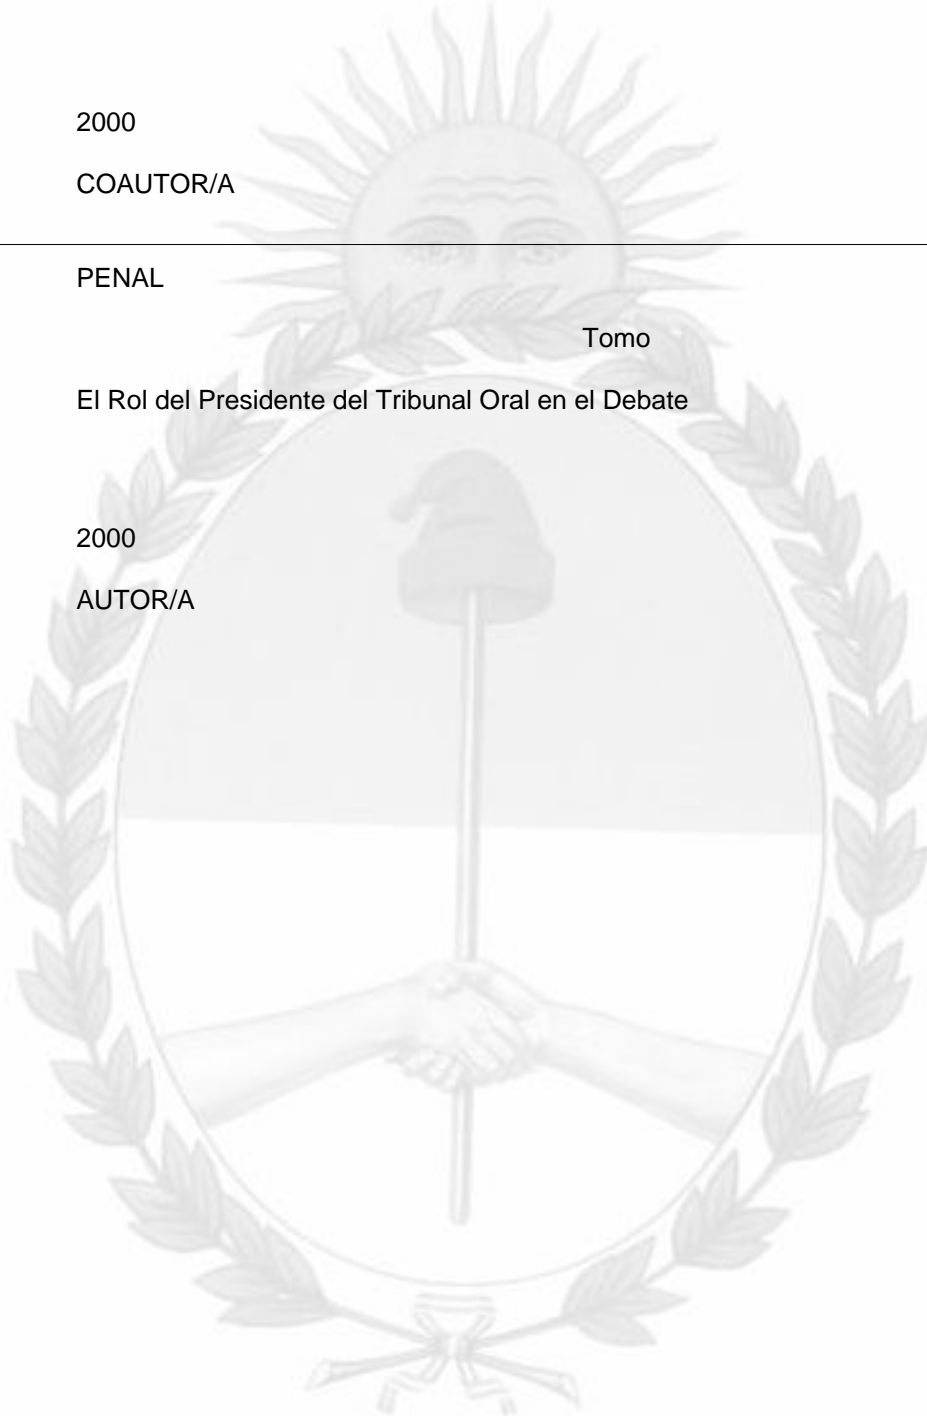 2000
COAUTOR/A
PENAL
Tomo
El Rol del Presidente del Tribunal Oral en el Debate
2000
AUTOR/A